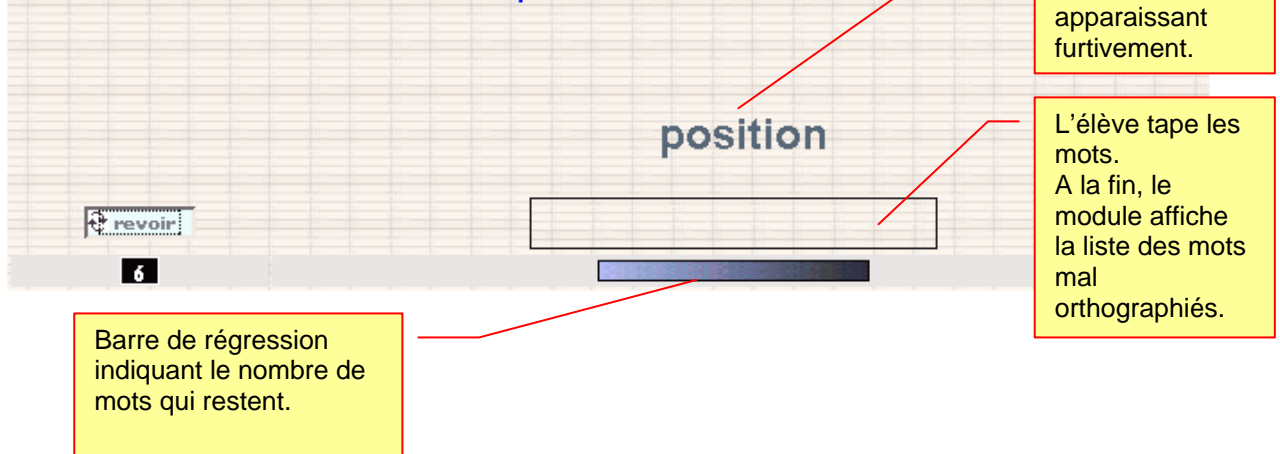 apparaissant
furtivement.
position
L'élève tape les
mots.
A la fin, le
module affiche
la liste des mots
mal
orthographiés.
revoir
6
Barre de régression
indiquant le nombre de
mots qui restent.